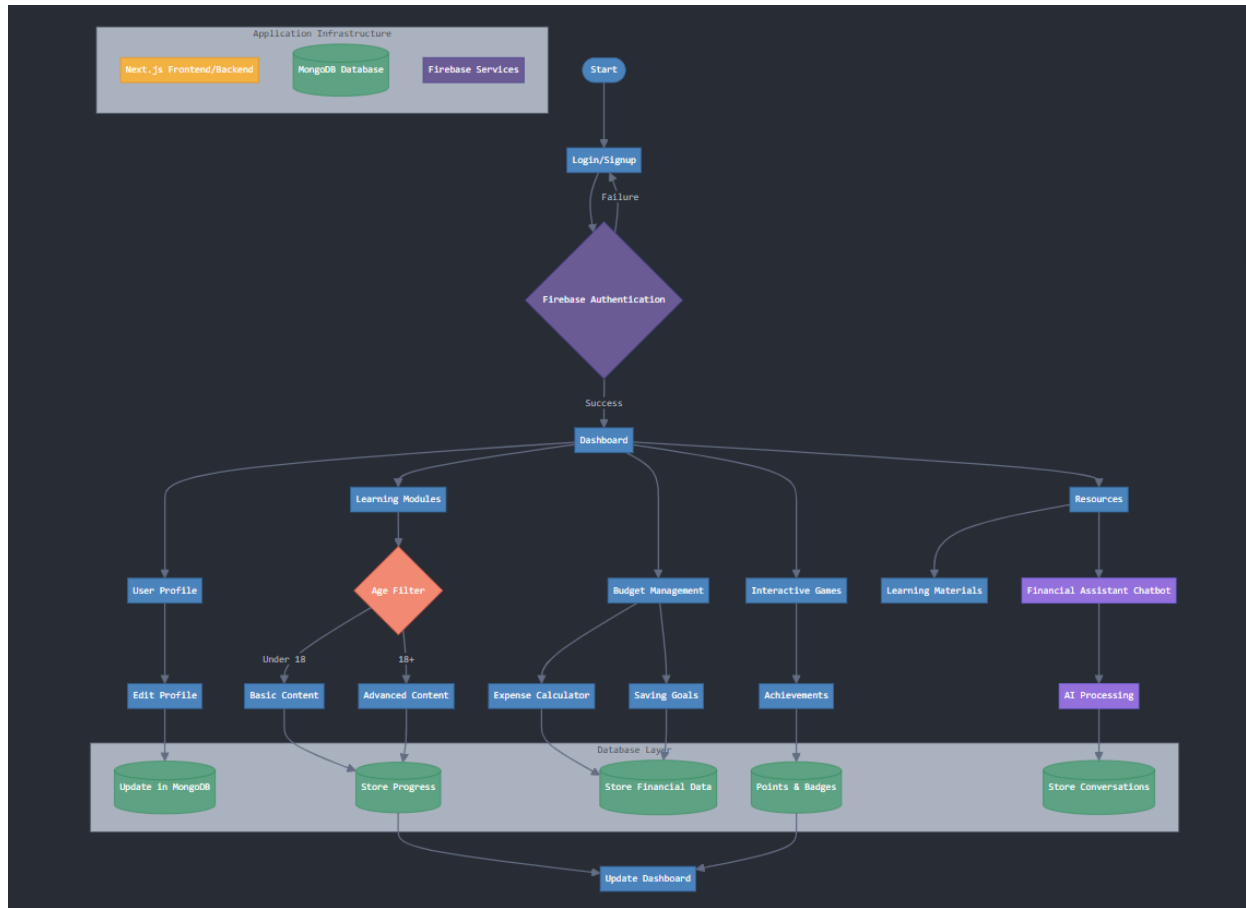 Application Infrastructure
Next.js Frontend/Backend
MongoDB Database
Firebase Services
Start
Login/Signup
Failure
Firebase Authentication
Success
Dashboard
Learning Modules
Resources
User Profile
Age Filter
Budget Management
Interactive Games
Learning Materials
Financial Assistant Chatbot
Under 18
18+
Edit Profile
Basic Content
Advanced Content
Expense Calculator
Saving Goals
Achievements
AI Processing
Database Layer
Update in MongoDB
Store Progress
Store Financial Data
Points & Badges
Store Conversations
Update Dashboard